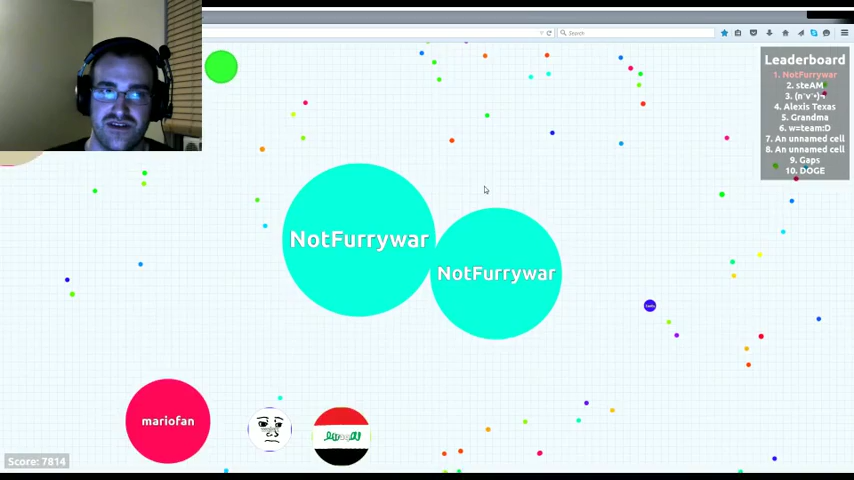 Search
Leaderboard
1. NotFurrywar
2. steAM
4. Alexis Texas
5. Grandma
6. w=team:D
7. An unnamed cell
8. An unnamed cell
9. Gaps
10. DOGE
NotFurrywar
NotFurrywar
mariofan
Score: 7814